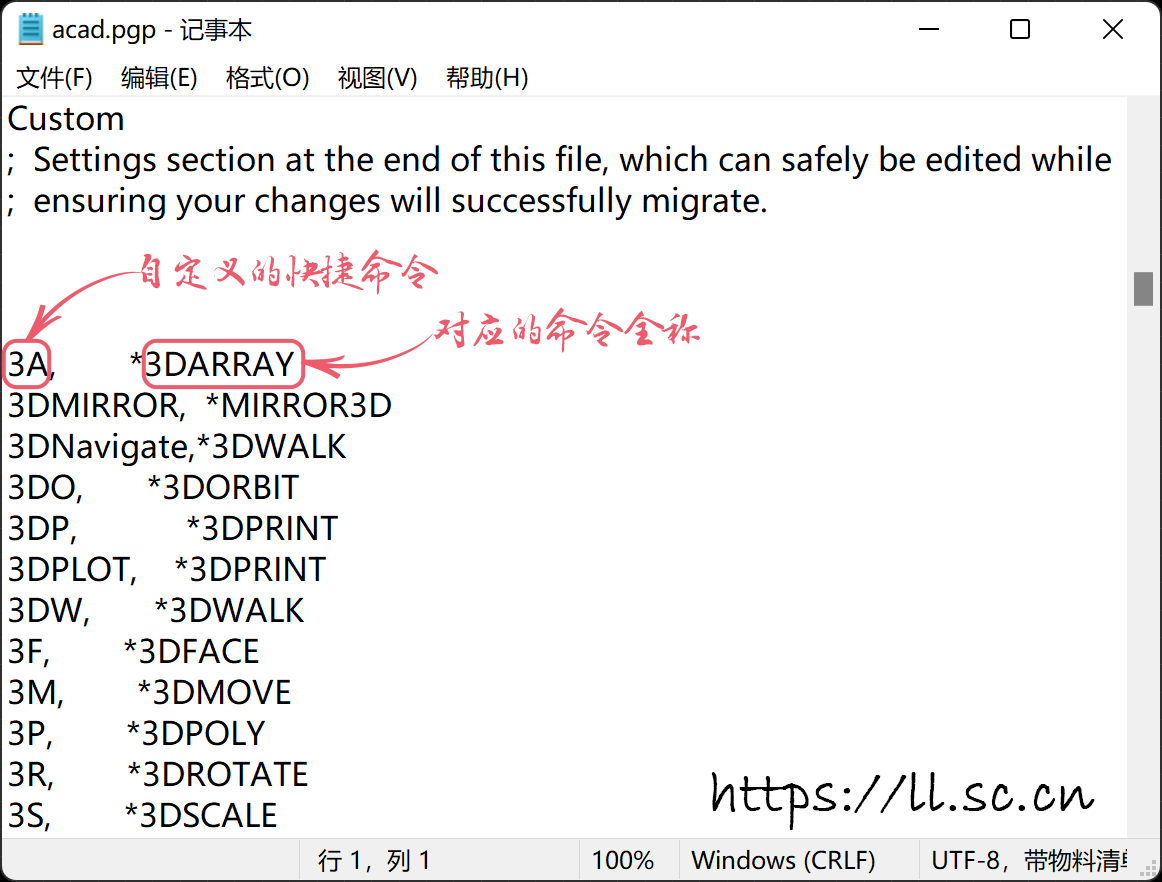 acad.pgp - 记事本
文件(F) 编辑(E) 格式(O) 视图(V) 帮助(H)
Custom
;  Settings section at the end of this file, which can safely be edited while
;  ensuring your changes will successfully migrate.
自定义的快捷命令
对应的命令全称
3A, *3DARRAY
3DMIRROR, *MIRROR3D
3DNavigate,*3DWALK
3DO, *3DORBIT
3DP, *3DPRINT
3DPLOT, *3DPRINT
3DW, *3DWALK
3F, *3DFACE
3M, *3DMOVE
3P, *3DPOLY
3R, *3DROTATE
3S, *3DSCALE
https://ll.sc.cn
行 1，列 1 100% Windows (CRLF) UTF-8，带物料清